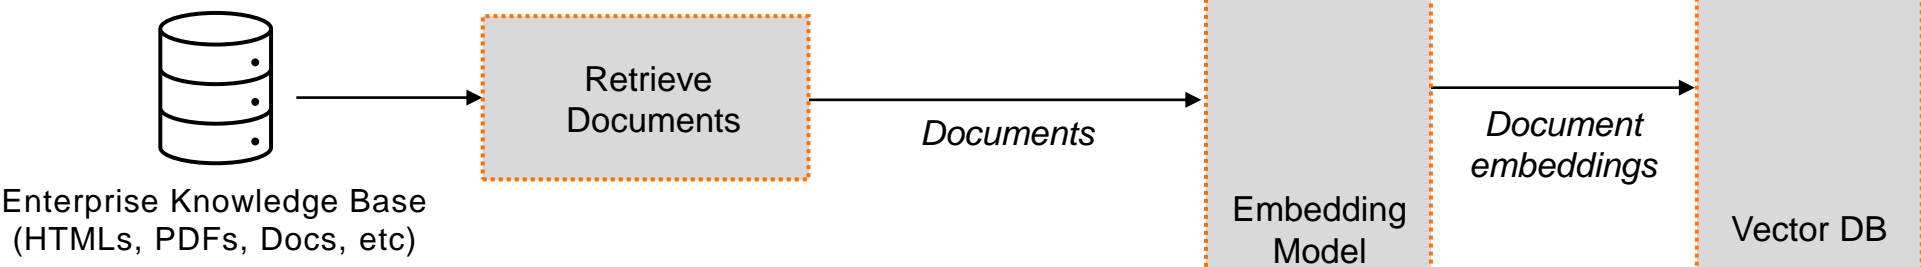 Enterprise Knowledge Base
(HTMLs, PDFs, Docs, etc)
Retrieve
Documents
Documents
Embedding
Model
Document
embeddings
Vector DB